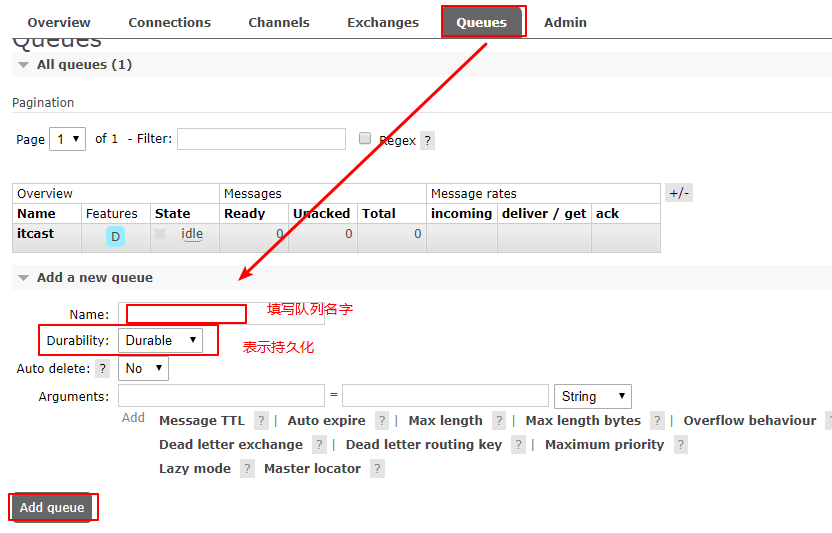 Overview Connections Channels Exchanges Queues Admin
Queues
All queues (1)
Pagination
Page 1 of 1 - Filter: Regex ?
Overview Messages Message rates +/-
Name Features State Ready Unacked Total incoming deliver / get ack
itcast D idle 0 0 0
Add a new queue
Name: 填写队列名字
Durability: Durable 表示持久化
Auto delete: ? No
Arguments: = String
Add Message TTL ? | Auto expire ? | Max length ? | Max length bytes ? | Overflow behaviour ?
Dead letter exchange ? | Dead letter routing key ? | Maximum priority ?
Lazy mode ? Master locator ?
Add queue